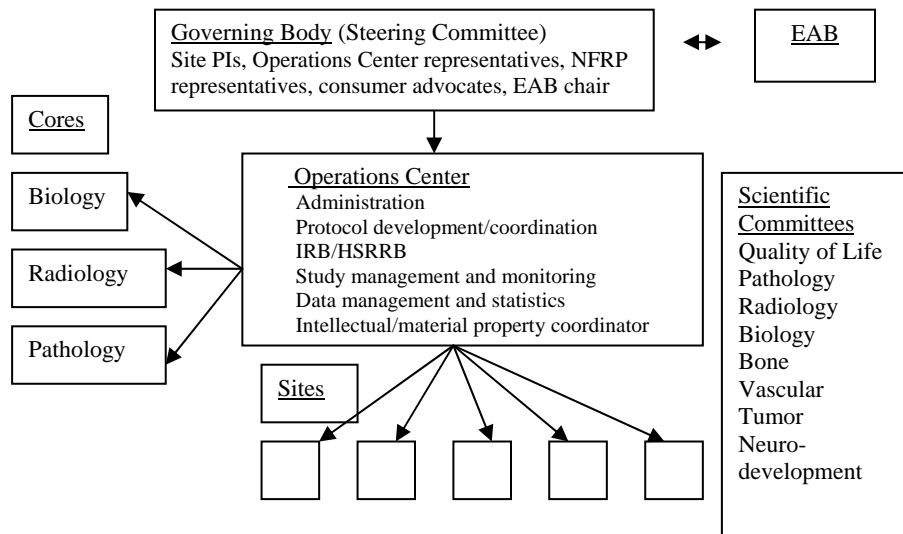 Governing Body (Steering Committee)
Site PIs, Operations Center representatives, NFRP
representatives, consumer advocates, EAB chair
EAB
Cores
Biology
Radiology
Pathology
Operations Center
Administration
Protocol development/coordination
IRB/HSRRB
Study management and monitoring
Data management and statistics
Intellectual/material property coordinator
Sites
Scientific
Committees
Quality of Life
Pathology
Radiology
Biology
Bone
Vascular
Tumor
Neuro-
development